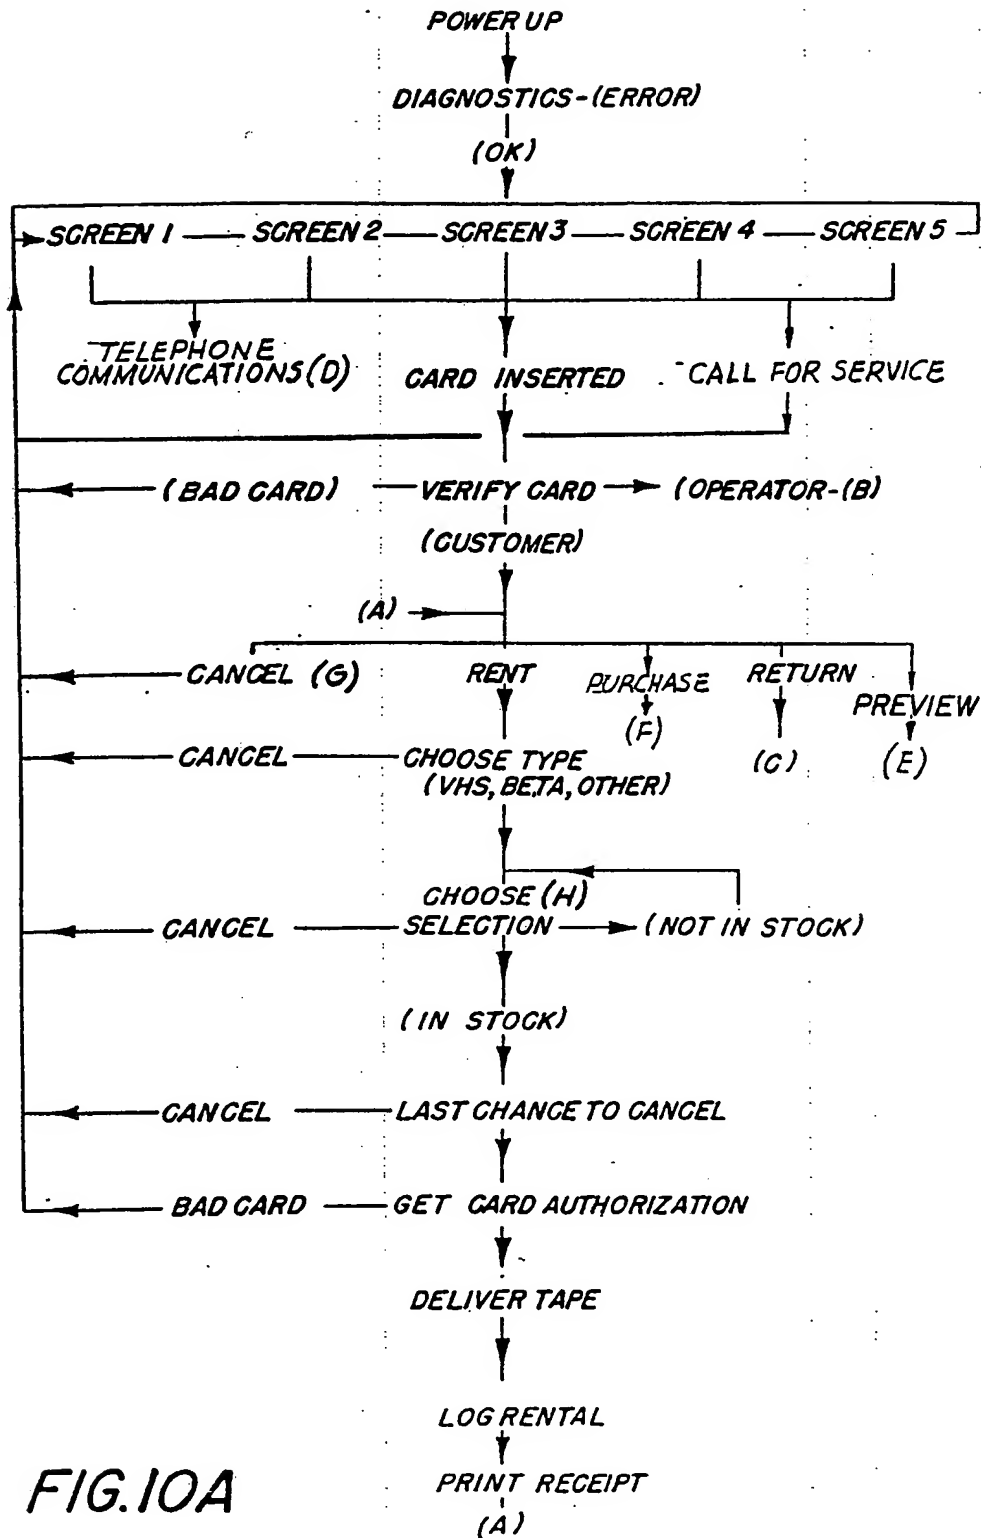 POWER UP
DIAGNOSTICS-(ERROR)
(OK)
SCREEN 1 SCREEN 2 SCREEN 3 SCREEN 4 SCREEN 5
TELEPHONE
COMMUNICATIONS (D)
CARD INSERTED
CALL FOR SERVICE
(BAD CARD) VERIFY CARD (OPERATOR-(B)
(CUSTOMER)
(A)
CANCEL (G) RENT PURCHASE RETURN PREVIEW
(F) (C) (E)
CANCEL CHOOSE TYPE
(VHS, BETA, OTHER)
CHOOSE (H)
CANCEL SELECTION (NOT IN STOCK)
(IN STOCK)
CANCEL LAST CHANCE TO CANCEL
BAD CARD GET CARD AUTHORIZATION
DELIVER TAPE
LOG RENTAL
PRINT RECEIPT
(A)
FIG. 10A